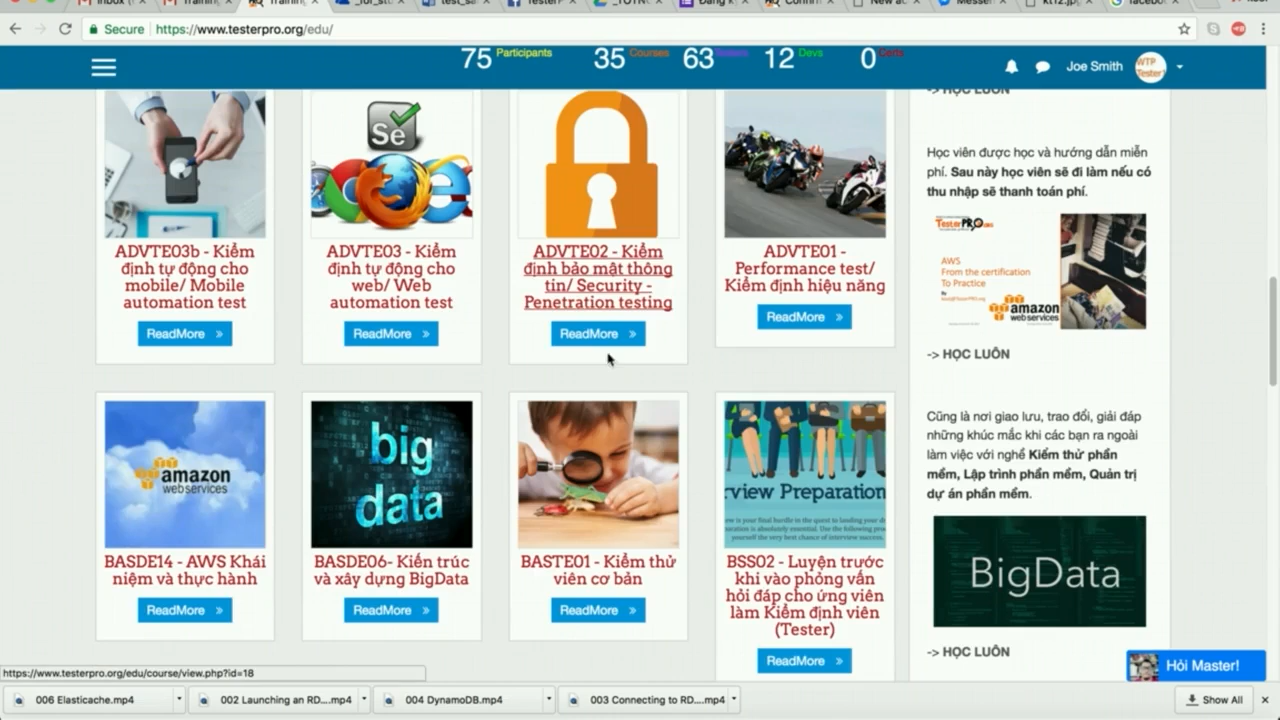 Secure https://www.testerpro.org/edu/
75 Participants 35 Courses 63 Testers 12 Devs 0
Joe Smith
ADVTE03b - Kiểm
định tự động cho
mobile/ Mobile
automation test
ReadMore »
Se
ADVTE03 - Kiểm
định tự động cho
web/ Web
automation test
ReadMore »
ADVTE02 - Kiểm
định bảo mật thông
tin/ Security -
Penetration testing
ReadMore »
ADVTE01 -
Performance test/
Kiểm định hiệu năng
ReadMore »
amazon
webservices
BASDE14 - AWS Khái
niệm và thực hành
ReadMore »
big
data
BASDE06- Kiến trúc
và xây dựng BigData
ReadMore »
BASTE01 - Kiểm thử
viên cơ bản
ReadMore »
rview Preparation
BSS02 - Luyện trước
khi vào phỏng vấn
hỏi đáp cho ứng viên
làm Kiểm định viên
(Tester)
ReadMore »
-> HỌC LUÔN
Học viên được học và hướng dẫn miễn
phí. Sau này học viên sẽ đi làm nếu có
thu nhập sẽ thanh toán phí.
TesterPRO
AWS
From the certification
To Practice
amazon
webservices
-> HỌC LUÔN
Cũng là nơi giao lưu, trao đổi, giải đáp
những khúc mắc khi các bạn ra ngoài
làm việc với nghề Kiểm thử phần
mềm, Lập trình phần mềm, Quản trị
dự án phần mềm.
BigData
-> HỌC LUÔN
Hỏi Master!
https://www.testerpro.org/edu/course/view.php?id=18
006 Elasticache.mp4
002 Launching an RD....mp4
004 DynamoDB.mp4
003 Connecting to RD....mp4
Show All